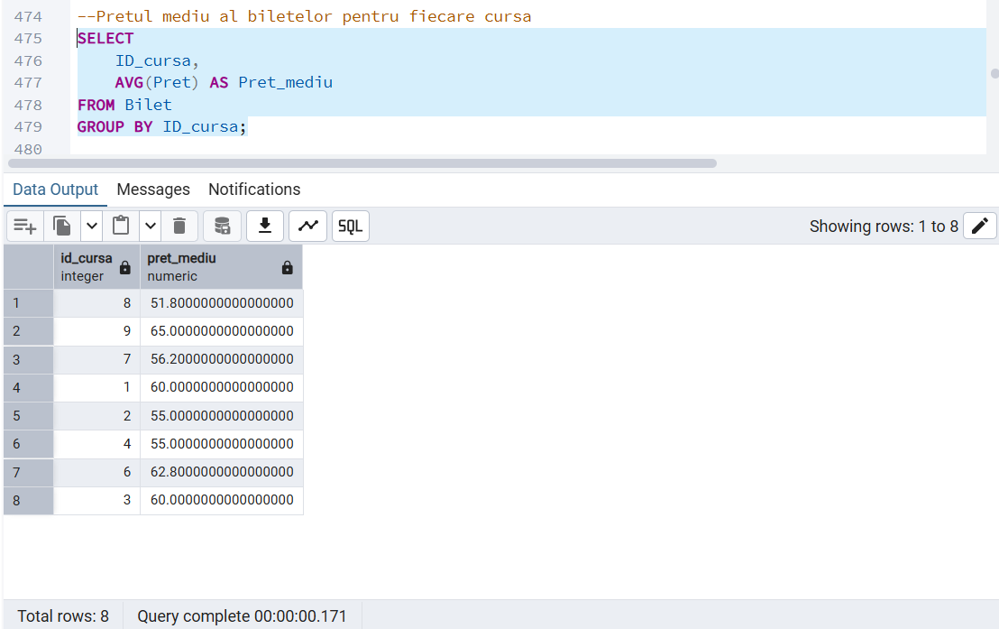 474 --Pretul mediu al biletelor pentru fiecare cursa
475 SELECT
476 ID_cursa,
477 AVG(Pret) AS Pret_mediu
478 FROM Bilet
479 GROUP BY ID_cursa;
480
Data Output Messages Notifications
SQL Showing rows: 1 to 8
id_cursa pret_mediu
integer numeric
1 8 51.8000000000000000
2 9 65.0000000000000000
3 7 56.2000000000000000
4 1 60.0000000000000000
5 2 55.0000000000000000
6 4 55.0000000000000000
7 6 62.8000000000000000
8 3 60.0000000000000000
Total rows: 8 Query complete 00:00:00.171